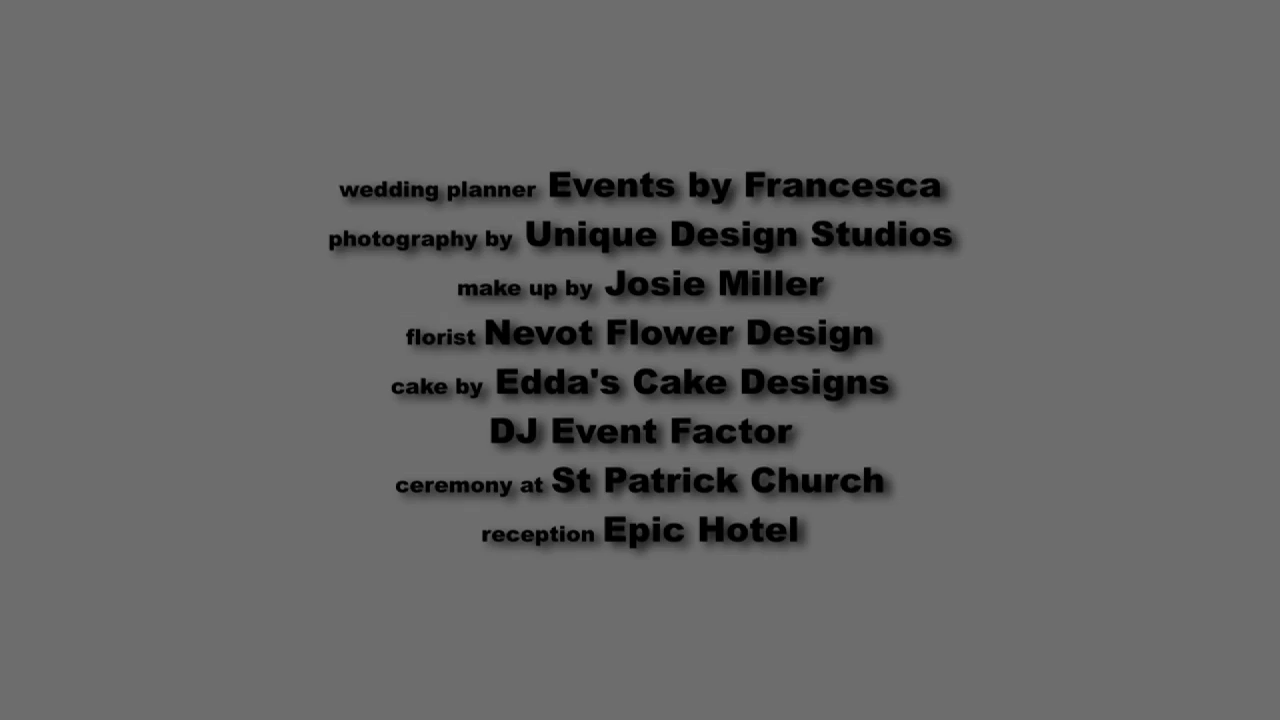 wedding planner Events by Francesca
photography by Unique Design Studios
make up by Josie Miller
florist Nevot Flower Design
cake by Edda's Cake Designs
DJ Event Factor
ceremony at St Patrick Church
reception Epic Hotel